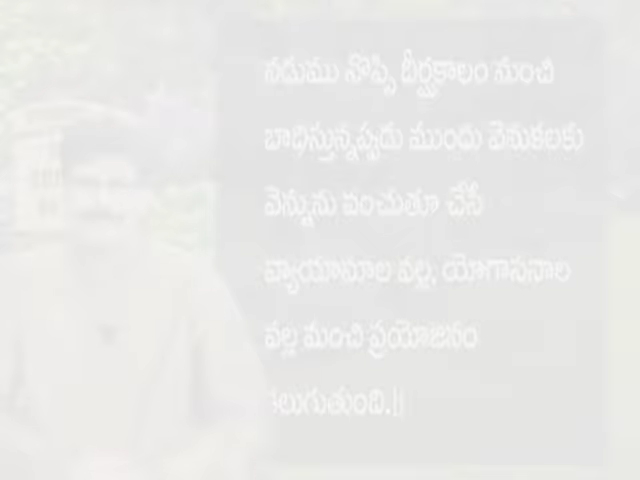 నడుము నొప్పి దీర్ఘకాలం నుంచి
బాధిస్తున్నప్పుడు ముందు వెనుకలకు
వెన్నును వంచుతూ చేసే
వ్యాయామాల వల్ల, యోగాసనాల
వల్ల మంచి ప్రయోజనం
కలుగుతుంది.||